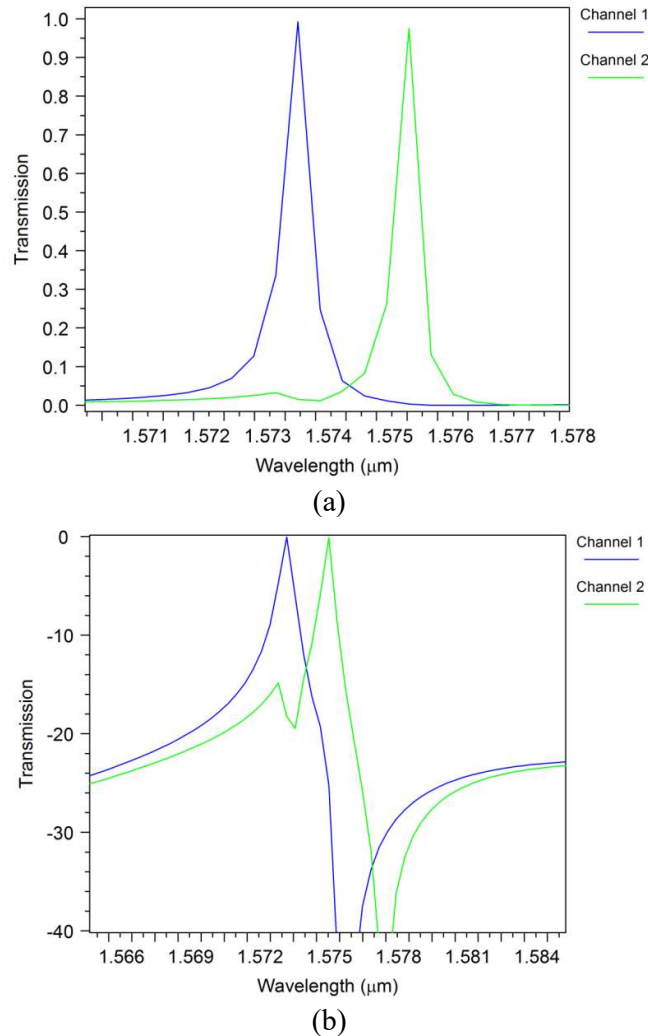 Channel 1
Channel 2
1.0
0.9
0.8
0.7
0.6
0.5
0.4
0.3
0.2
0.1
0.0
Transmission
1.571 1.572 1.573 1.574 1.575 1.576 1.577 1.578
Wavelength (μm)
(a)
Channel 1
Channel 2
0
-10
-20
-30
-40
Transmission
1.566 1.569 1.572 1.575 1.578 1.581 1.584
Wavelength (μm)
(b)